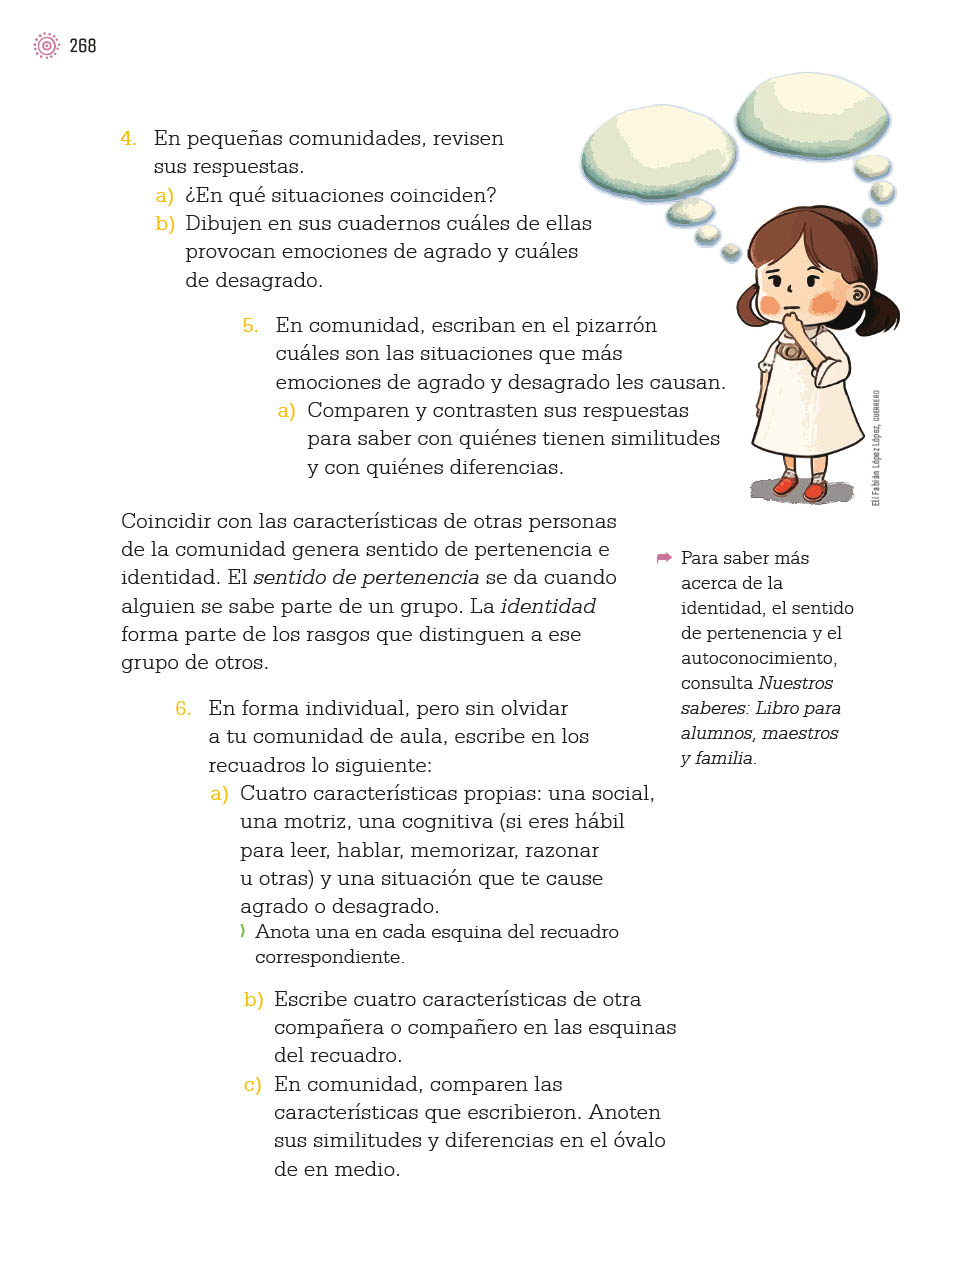 268
4. En pequeñas comunidades, revisen
sus respuestas.
a) ¿En qué situaciones coinciden?
b) Dibujen en sus cuadernos cuáles de ellas
provocan emociones de agrado y cuáles
de desagrado.
5. En comunidad, escriban en el pizarrón
cuáles son las situaciones que más
emociones de agrado y desagrado les causan.
a) Comparen y contrasten sus respuestas
para saber con quiénes tienen similitudes
y con quiénes diferencias.
Elí Fabián López López, GUERRERO
Coincidir con las características de otras personas
de la comunidad genera sentido de pertenencia e
identidad. El sentido de pertenencia se da cuando
alguien se sabe parte de un grupo. La identidad
forma parte de los rasgos que distinguen a ese
grupo de otros.
Para saber más
acerca de la
identidad, el sentido
de pertenencia y el
autoconocimiento,
consulta Nuestros
saberes: Libro para
alumnos, maestros
y familia.
6. En forma individual, pero sin olvidar
a tu comunidad de aula, escribe en los
recuadros lo siguiente:
a) Cuatro características propias: una social,
una motriz, una cognitiva (si eres hábil
para leer, hablar, memorizar, razonar
u otras) y una situación que te cause
agrado o desagrado.
Anota una en cada esquina del recuadro
correspondiente.
b) Escribe cuatro características de otra
compañera o compañero en las esquinas
del recuadro.
c) En comunidad, comparen las
características que escribieron. Anoten
sus similitudes y diferencias en el óvalo
de en medio.